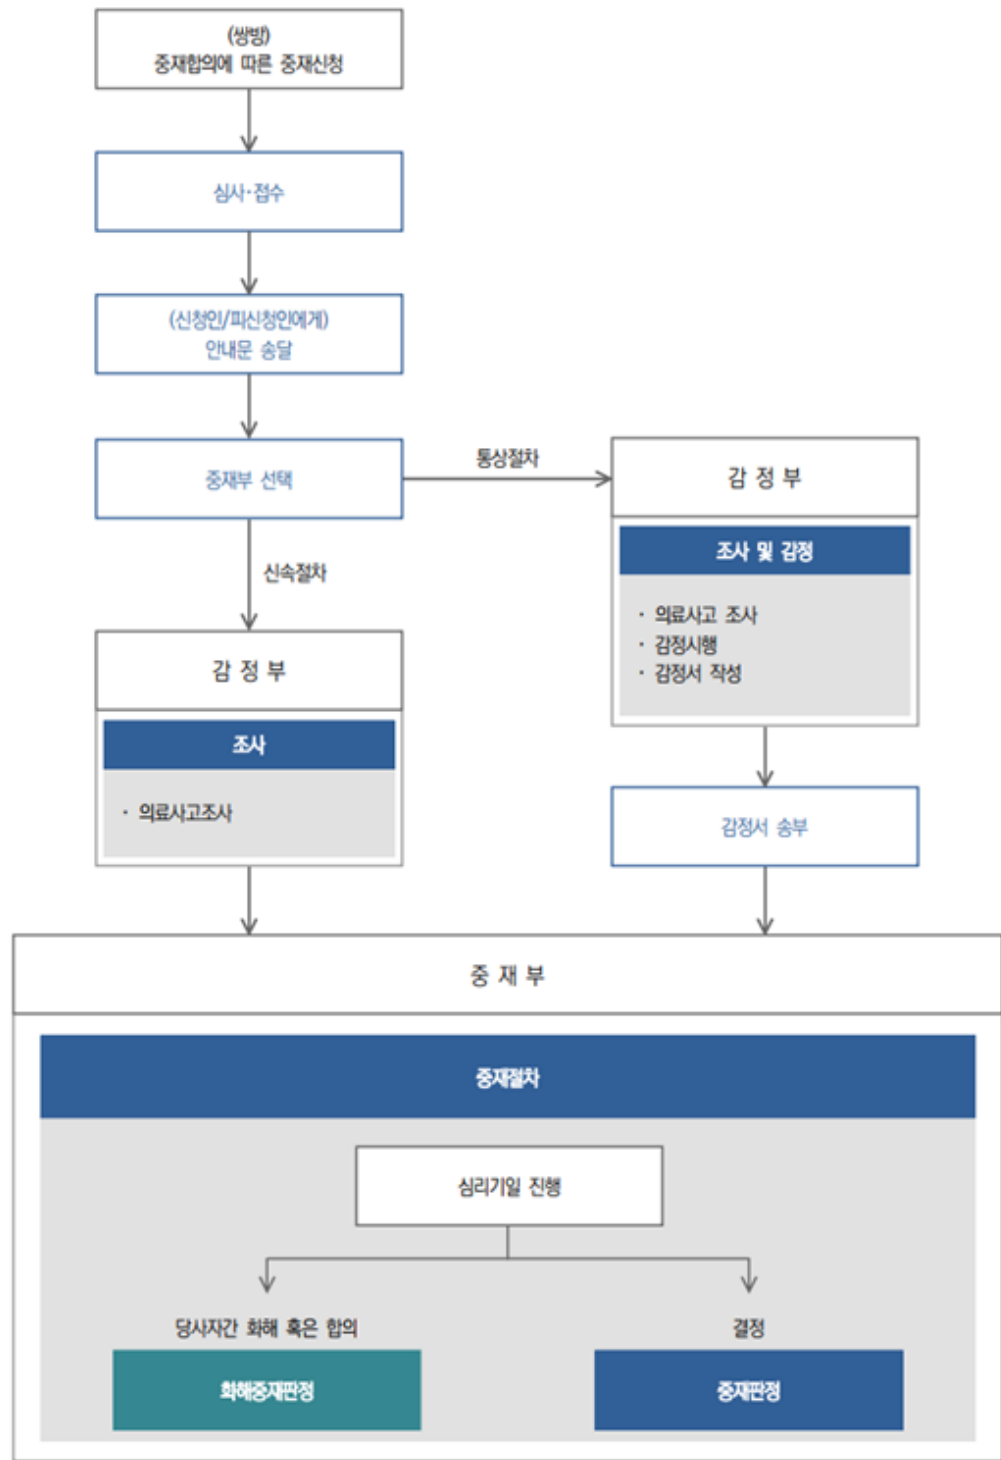 (쌍방)
중재합의에 따른 중재신청
심사·접수
(신청인/피신청인에게)
안내문 송달
중재부 선택
통상절차
감 정 부
조사 및 감정
· 의료사고 조사
· 감정시행
· 감정서 작성
신속절차
감 정 부
조사
· 의료사고조사
감정서 송부
중 재 부
중재절차
심리기일 진행
당사자간 화해 혹은 합의
결정
화해중재판정
중재판정